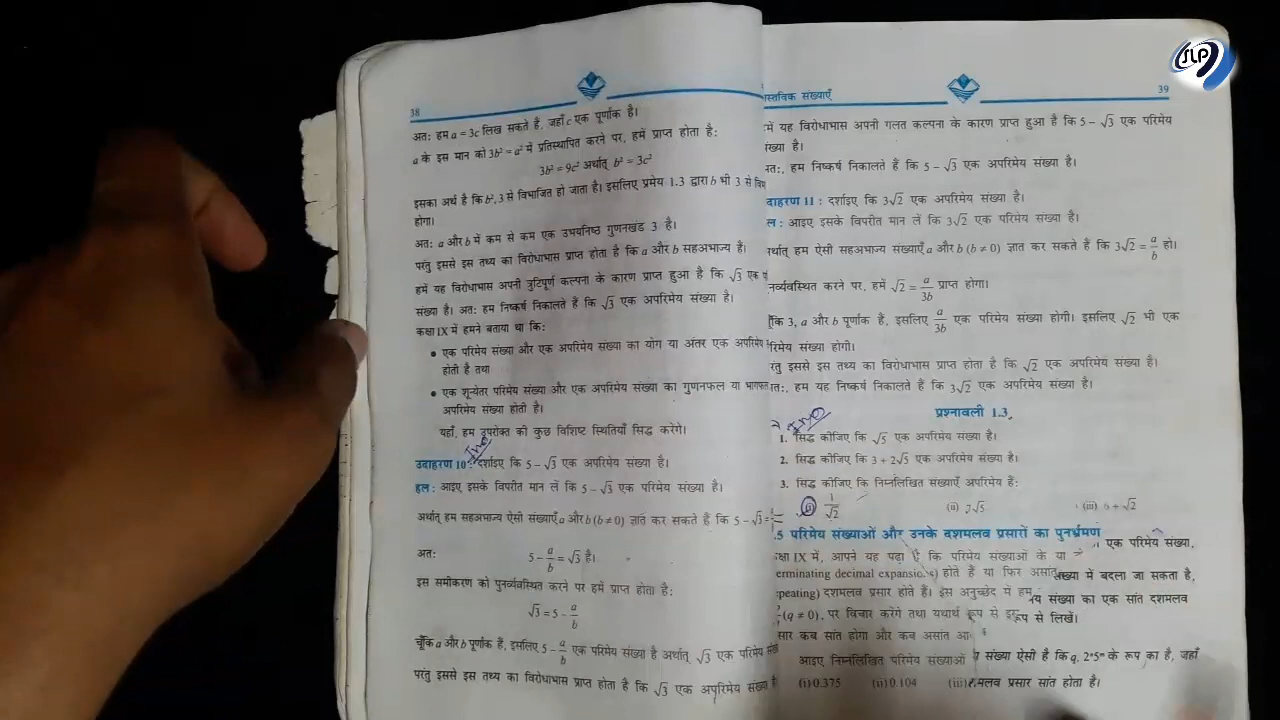 38
अतः हम a = 3c लिख सकते हैं, जहाँ c एक पूर्णांक है।
a के इस मान को 3b² = a² में प्रतिस्थापित करने पर, हमें प्राप्त होता है:
3b² = 9c² अर्थात् b² = 3c²
इसका अर्थ है कि b², 3 से विभाजित हो जाता है। इसलिए प्रमेय 1.3 द्वारा b भी 3 से
होगा।
अतः a और b में कम से कम एक उभयनिष्ठ गुणनखंड 3 है।
परंतु इससे इस तथ्य का विरोधाभास प्राप्त होता है कि a और b सहअभाज्य हैं।
हमें यह विरोधाभास अपनी त्रुटिपूर्ण कल्पना के कारण प्राप्त हुआ है कि √3 एक
संख्या है। अतः हम निष्कर्ष निकालते हैं कि √3 एक अपरिमेय संख्या है।
कक्षा IX में हमने बताया था कि:
• एक परिमेय संख्या और एक अपरिमेय संख्या का योग या अंतर एक अपरिमेय
होती है तथा
• एक शून्येतर परिमेय संख्या और एक अपरिमेय संख्या का गुणनफल या
अपरिमेय संख्या होती है।
यहाँ, हम उपरोक्त की कुछ विशिष्ट स्थितियाँ सिद्ध करेंगे।
उदाहरण 10 : दर्शाइए कि 5 – √3 एक अपरिमेय संख्या है।
हल : आइए इसके विपरीत मान लें कि 5 – √3 एक परिमेय संख्या है।
अर्थात् हम सहअभाज्य ऐसी संख्याएँ a और b (b ≠ 0) ज्ञात कर सकते हैं कि 5 – √3 =
अतः 5 – a/b = √3 है।
इस समीकरण को पुनर्व्यवस्थित करने पर हमें प्राप्त होता है:
√3 = 5 – a/b
चूँकि a और b पूर्णांक हैं, इसलिए 5 – a/b एक परिमेय संख्या है अर्थात् √3 एक परिमेय
परंतु इससे इस तथ्य का विरोधाभास प्राप्त होता है कि √3 एक अपरिमेय संख्या
स्तविक संख्याएँ 39
में यह विरोधाभास अपनी गलत कल्पना के कारण प्राप्त हुआ है कि 5 – √3 एक परिमेय
ंख्या है।
हम निष्कर्ष निकालते हैं कि 5 – √3 एक अपरिमेय संख्या है।
दाहरण 11 : दर्शाइए कि 3√2 एक अपरिमेय संख्या है।
ल : आइए इसके विपरीत मान लें कि 3√2 एक परिमेय संख्या है।
र्थात् हम ऐसी सहअभाज्य संख्याएँ a और b (b ≠ 0) ज्ञात कर सकते हैं कि 3√2 = a/b हो।
नर्व्यवस्थित करने पर, हमें √2 = a/3b प्राप्त होगा।
कि 3, a और b पूर्णांक हैं, इसलिए a/3b एक परिमेय संख्या होगी। इसलिए √2 भी एक
रिमेय संख्या होगी।
रंतु इससे इस तथ्य का विरोधाभास प्राप्त होता है कि √2 एक अपरिमेय संख्या है।
हम यह निष्कर्ष निकालते हैं कि 3√2 एक अपरिमेय संख्या है।
प्रश्नावली 1.3
1. सिद्ध कीजिए कि √5 एक अपरिमेय संख्या है।
2. सिद्ध कीजिए कि 3 + 2√5 एक अपरिमेय संख्या है।
3. सिद्ध कीजिए कि निम्नलिखित संख्याएँ अपरिमेय हैं:
(i) 1/√2 (ii) 7√5 (iii) 6 + √2
.5 परिमेय संख्याओं और उनके दशमलव प्रसारों का पुनर्भ्रमण
क्षा IX में, आपने यह पढ़ा है कि परिमेय संख्याओं के या एक परिमेय संख्या,
erminating decimal expansion) होते हैं या फिर असांत ंख्या में बदला जा सकता है,
peating) दशमलव प्रसार होते हैं। इस अनुच्छेद में हम संख्या का एक सांत दशमलव
(q ≠ 0), पर विचार करेंगे तथा यथार्थ रूप से रूप से लिखें।
सार कब सांत होगा और कब असांत
आइए निम्नलिखित परिमेय संख्याओं संख्या ऐसी है कि q, 2ⁿ5ᵐ के रूप का है, जहाँ
(i) 0.375 (ii) 0.104 (iii) मलव प्रसार सांत होता है।
SLP